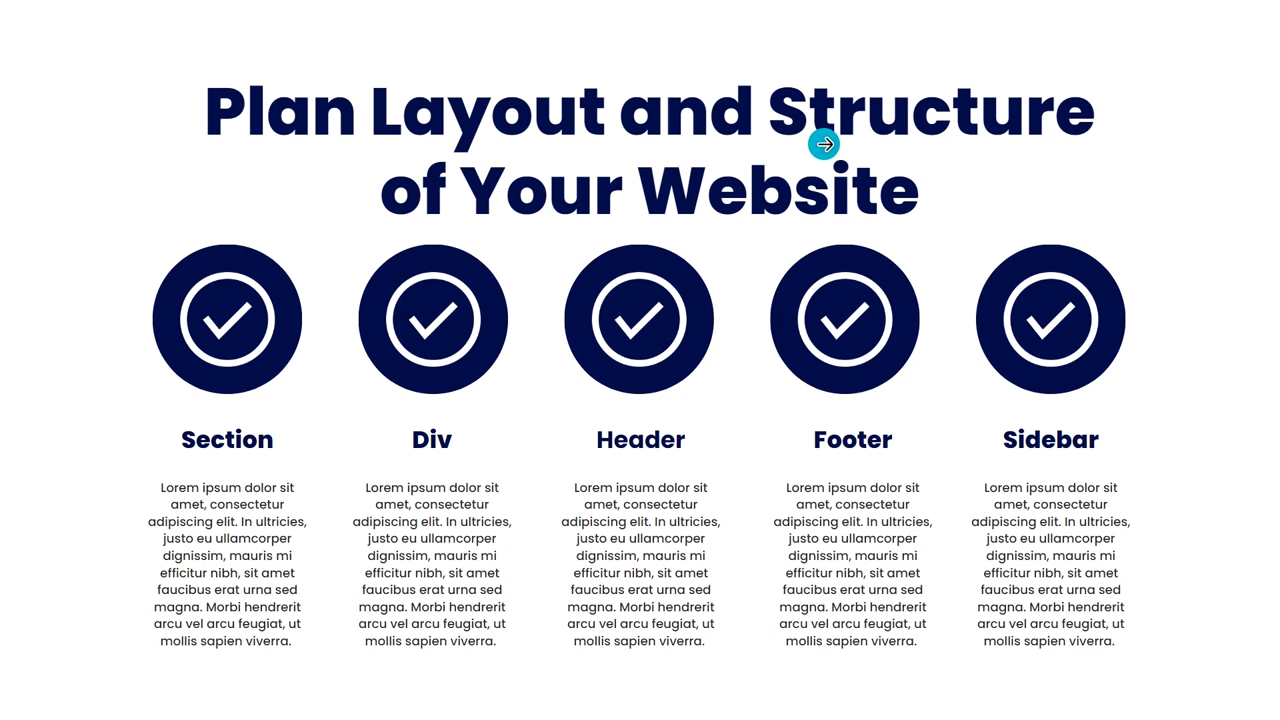 Plan Layout and Structure
of Your Website
Section
Lorem ipsum dolor sit
amet, consectetur
adipiscing elit. In ultricies,
justo eu ullamcorper
dignissim, mauris mi
efficitur nibh, sit amet
faucibus erat urna sed
magna. Morbi hendrerit
arcu vel arcu feugiat, ut
mollis sapien viverra.
Div
Lorem ipsum dolor sit
amet, consectetur
adipiscing elit. In ultricies,
justo eu ullamcorper
dignissim, mauris mi
efficitur nibh, sit amet
faucibus erat urna sed
magna. Morbi hendrerit
arcu vel arcu feugiat, ut
mollis sapien viverra.
Header
Lorem ipsum dolor sit
amet, consectetur
adipiscing elit. In ultricies,
justo eu ullamcorper
dignissim, mauris mi
efficitur nibh, sit amet
faucibus erat urna sed
magna. Morbi hendrerit
arcu vel arcu feugiat, ut
mollis sapien viverra.
Footer
Lorem ipsum dolor sit
amet, consectetur
adipiscing elit. In ultricies,
justo eu ullamcorper
dignissim, mauris mi
efficitur nibh, sit amet
faucibus erat urna sed
magna. Morbi hendrerit
arcu vel arcu feugiat, ut
mollis sapien viverra.
Sidebar
Lorem ipsum dolor sit
amet, consectetur
adipiscing elit. In ultricies,
justo eu ullamcorper
dignissim, mauris mi
efficitur nibh, sit amet
faucibus erat urna sed
magna. Morbi hendrerit
arcu vel arcu feugiat, ut
mollis sapien viverra.